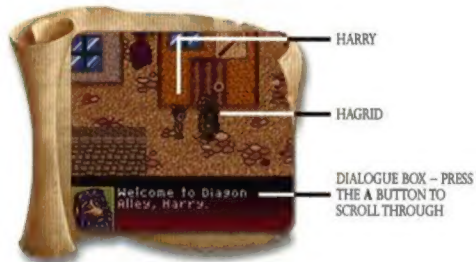 HARRY
HAGRID
DIALOGUE BOX – PRESS
THE A BUTTON TO
SCROLL THROUGH
Welcome to Diagon
Alley, Harry.